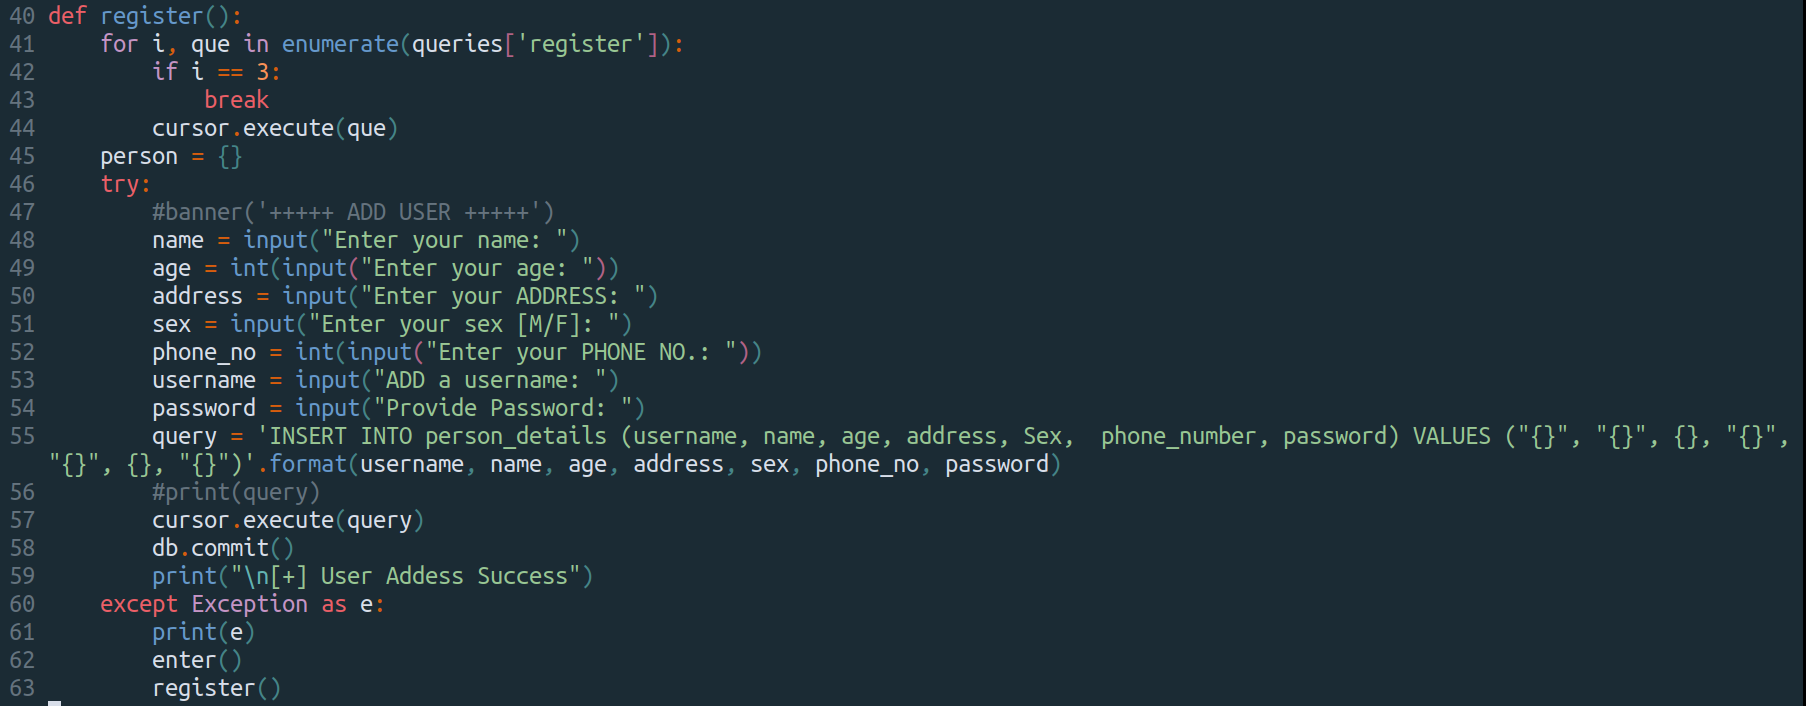 40 def register():
41     for i, que in enumerate(queries['register']):
42         if i == 3:
43             break
44         cursor.execute(que)
45     person = {}
46     try:
47         #banner('+++++ ADD USER +++++')
48         name = input("Enter your name: ")
49         age = int(input("Enter your age: "))
50         address = input("Enter your ADDRESS: ")
51         sex = input("Enter your sex [M/F]: ")
52         phone_no = int(input("Enter your PHONE NO.: "))
53         username = input("ADD a username: ")
54         password = input("Provide Password: ")
55         query = 'INSERT INTO person_details (username, name, age, address, Sex,  phone_number, password) VALUES ("{}", "{}", {}, "{}",
"{}", {}, "{}")'.format(username, name, age, address, sex, phone_no, password)
56         #print(query)
57         cursor.execute(query)
58         db.commit()
59         print("\n[+] User Addess Success")
60     except Exception as e:
61         print(e)
62         enter()
63         register()